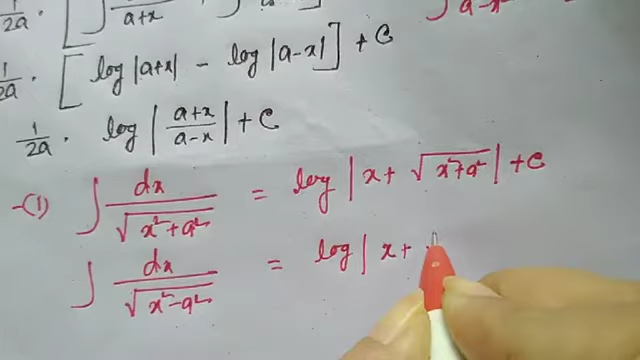 1/2a · [ ∫ /a+x ∫
∫ a-x
1/2a · [ log|a+x| - log|a-x| ] + C
1/2a · log | a+x/a-x | + C
-(1) ∫ dx/√x²+a² = log | x + √x²+a² | + C
∫ dx/√x²-a² = log | x +